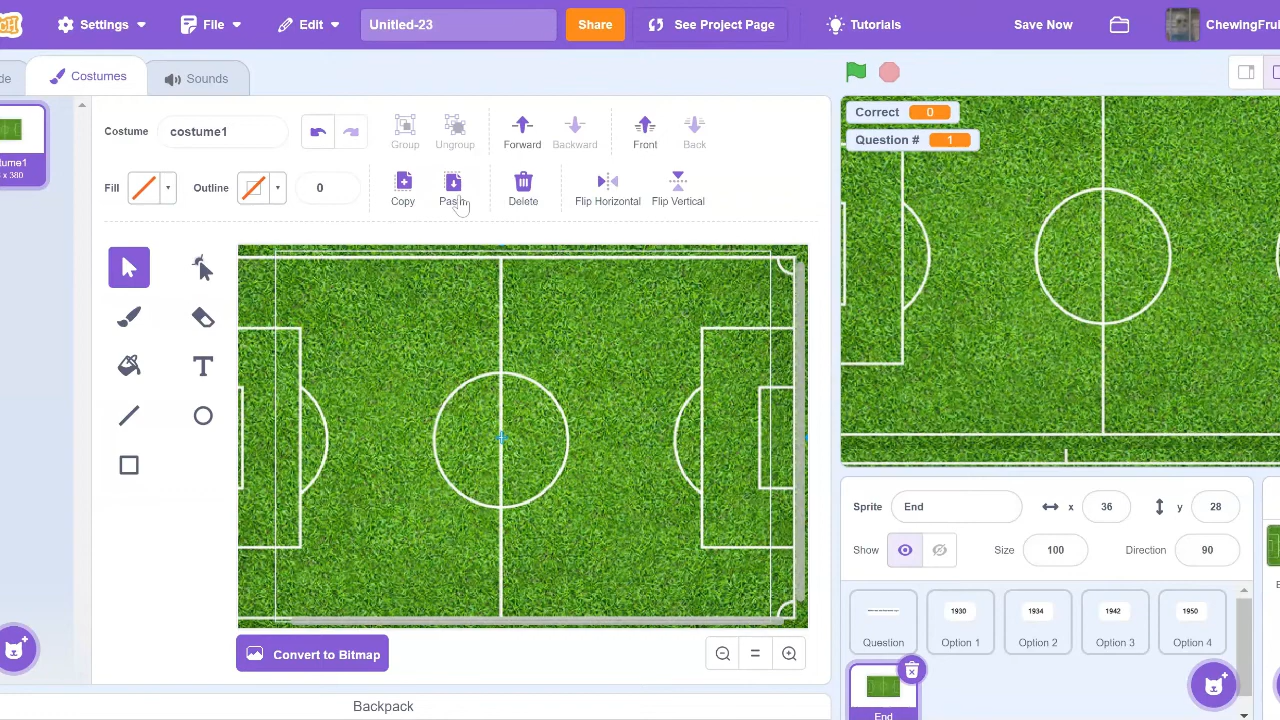 Settings
File
Edit
Unitled-23
Share
See Project Page
Tutorials
Save Now
ChewingFrui
Costumes
Sounds
Costume
costume1
Group
Ungroup
Forward
Backward
Front
Back
Fill
Outline
0
Copy
Paste
Delete
Flip Horizontal
Flip Vertical
Convert to Bitmap
Backpack
Correct 0
Question # 1
Sprite
End
x
36
y
28
Show
Size
100
Direction
90
Question
1930
Option 1
1934
Option 2
1942
Option 3
1950
Option 4
End